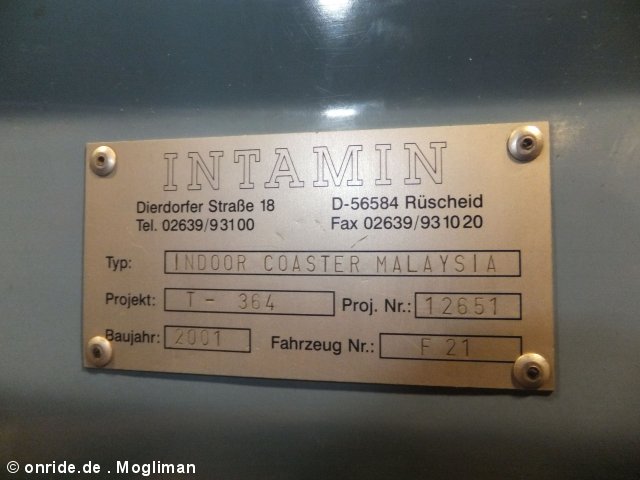 INTAMIN
Dierdorfer Straße 18 D-56584 Rüscheid
Tel. 02639/93100 Fax 02639/931020
Typ: INDOOR COASTER MALAYSIA
Projekt: T - 364 Proj. Nr.: 12651
Baujahr: 2001 Fahrzeug Nr.: F 21
© onride.de . Mogliman